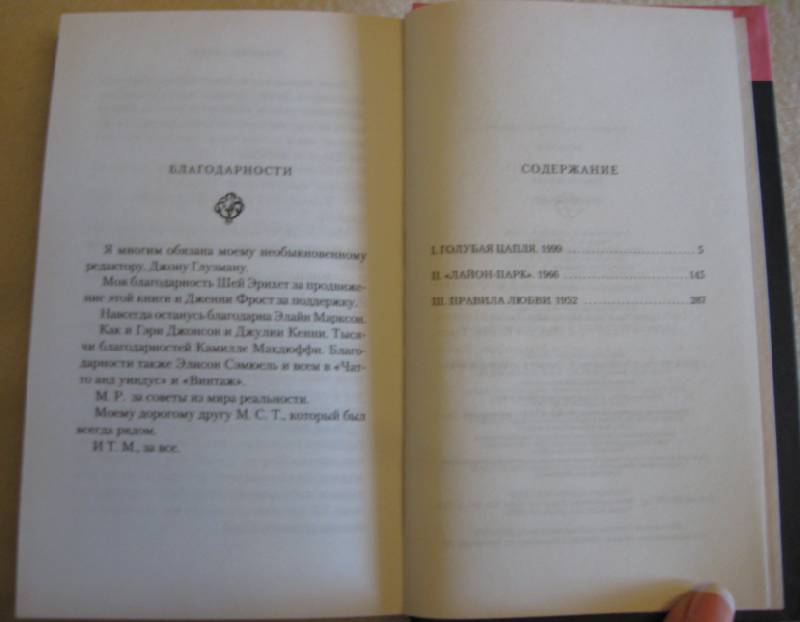 БЛАГОДАРНОСТИ
Я многим обязана моему необыкновенному
редактору, Джону Глузману.
Моя благодарность Шей Эрихет за продвиже-
ние этой книги и Дженни Фрост за поддержку.
Навсегда останусь благодарна Элайн Марксон.
Как и Гэри Джонсон и Джулии Кенни. Тыся-
чи благодарностей Камилле Макдюффи. Благо-
дарности также Элисон Сэмюель и всем в «Чат-
то анд уиндус» и «Винтаж».
М. Р. за советы из мира реальности.
Моему дорогому другу М. С. Т., который был
всегда рядом.
И Т. М., за все.
СОДЕРЖАНИЕ
I. ГОЛУБАЯ ЦАПЛЯ. 1999 5
II. «ЛАЙОН-ПАРК». 1966 145
III. ПРАВИЛА ЛЮБВИ. 1952 287